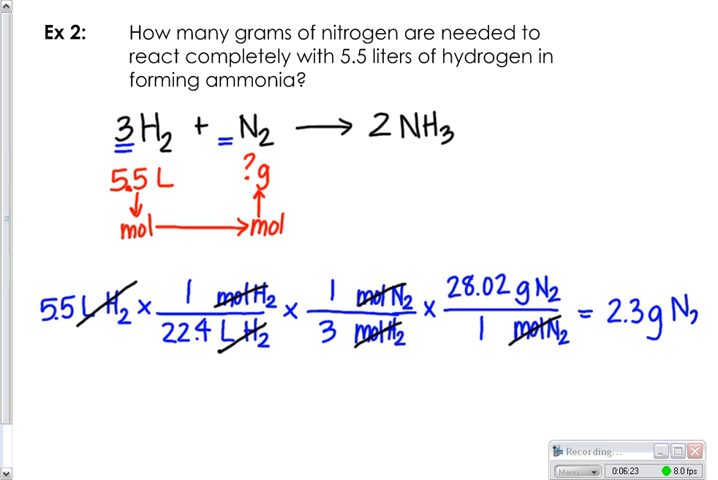 Ex 2: How many grams of nitrogen are needed to
react completely with 5.5 liters of hydrogen in
forming ammonia?
3H₂ + N₂ → 2 NH₃
5.5 L ?g
mol → mol
5.5 L H₂ × 1 mol H₂ / 22.4 L H₂ × 1 mol N₂ / 3 mol H₂ × 28.02 g N₂ / 1 mol N₂ = 2.3 g N₂
Recording...
Menu 0:06:23 8.0 fps